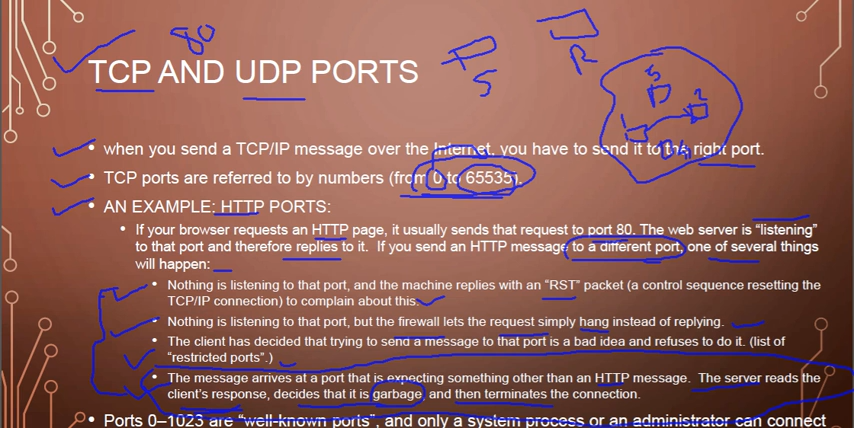 80
TCP AND UDP PORTS
S
R
5
2
1
• when you send a TCP/IP message over the Internet, you have to send it to the right port.
• TCP ports are referred to by numbers (from 0 to 65535).
• AN EXAMPLE: HTTP PORTS:
• If your browser requests an HTTP page, it usually sends that request to port 80. The web server is “listening”
to that port and therefore replies to it. If you send an HTTP message to a different port, one of several things
will happen:
• Nothing is listening to that port, and the machine replies with an “RST” packet (a control sequence resetting the
TCP/IP connection) to complain about this.
• Nothing is listening to that port, but the firewall lets the request simply hang instead of replying.
• The client has decided that trying to send a message to that port is a bad idea and refuses to do it. (list of
“restricted ports”.)
• The message arrives at a port that is expecting something other than an HTTP message. The server reads the
client’s response, decides that it is garbage, and then terminates the connection.
• Ports 0–1023 are “well-known ports”, and only a system process or an administrator can connect